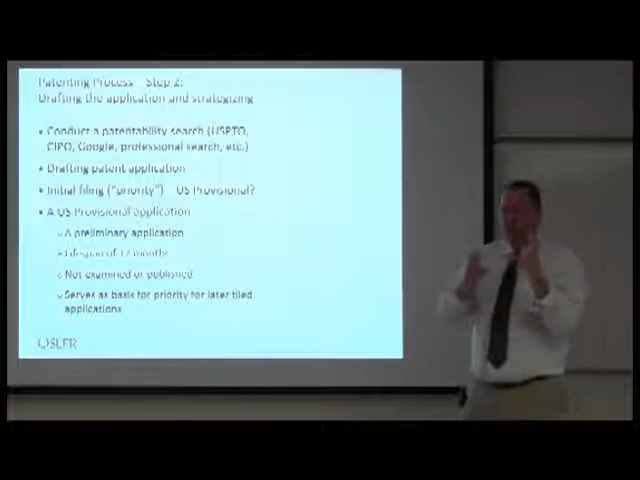 Patenting Process – Step 2:
Drafting the application and strategizing
• Conduct a patentability search (USPTO,
CIPO, Google, professional search, etc.)
• Drafting patent application
• Initial filing ("priority") – US Provisional?
• A US Provisional application
A preliminary application
Lifespan of 12 months
Not examined or published
Serves as basis for priority for later filed
applications
OSLER